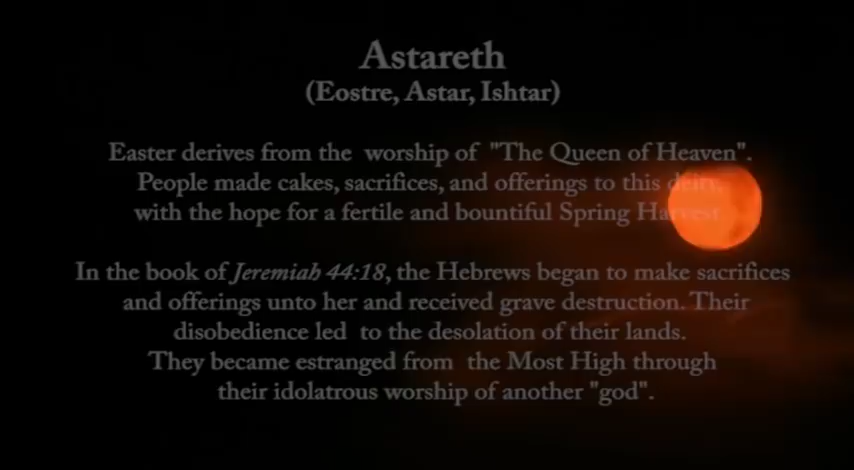 Astareth
(Eostre, Astar, Ishtar)
Easter derives from the worship of "The Queen of Heaven".
People made cakes, sacrifices, and offerings to this deity,
with the hope for a fertile and bountiful Spring Harvest.
In the book of Jeremiah 44:18, the Hebrews began to make sacrifices
and offerings unto her and received grave destruction. Their
disobedience led to the desolation of their lands.
They became estranged from the Most High through
their idolatrous worship of another "god".